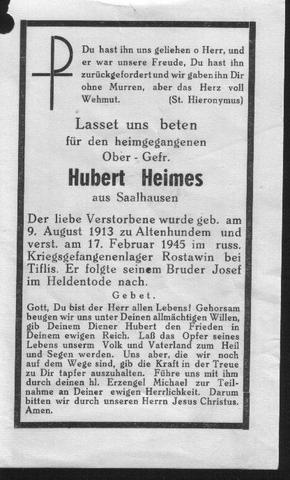 Du hast ihn uns geliehen o Herr, und
er war unsere Freude, Du hast ihn
zurückgefordert und wir gaben ihn Dir
ohne Murren, aber das Herz voll
Wehmut. (St. Hieronymus)
Lasset uns beten
für den heimgegangenen
Ober - Gefr.
Hubert Heimes
aus Saalhausen
Der liebe Verstorbene wurde geb. am
9. August 1913 zu Altenhundem und
verst. am 17. Februar 1945 im russ.
Kriegsgefangenenlager Rostawin bei
Tiflis. Er folgte seinem Bruder Josef
im Heldentode nach.
Gebet.
Gott, Du bist der Herr allen Lebens! Gehorsam
beugen wir uns unter Deinen allmächtigen Willen,
gib Deinem Diener Hubert den Frieden in
Deinem ewigen Reich. Laß das Opfer seines
Lebens unserm Volk und Vaterland zum Heil
und Segen werden. Uns aber, die wir noch
auf dem Wege sind, gib die Kraft in der Treue
zu Dir tapfer auszuhalten. Führe uns mit ihm
durch deinen hl. Erzengel Michael zur Teil-
nahme an Deiner ewigen Herrlichkeit. Darum
bitten wir durch unseren Herrn Jesus Christus.
Amen.